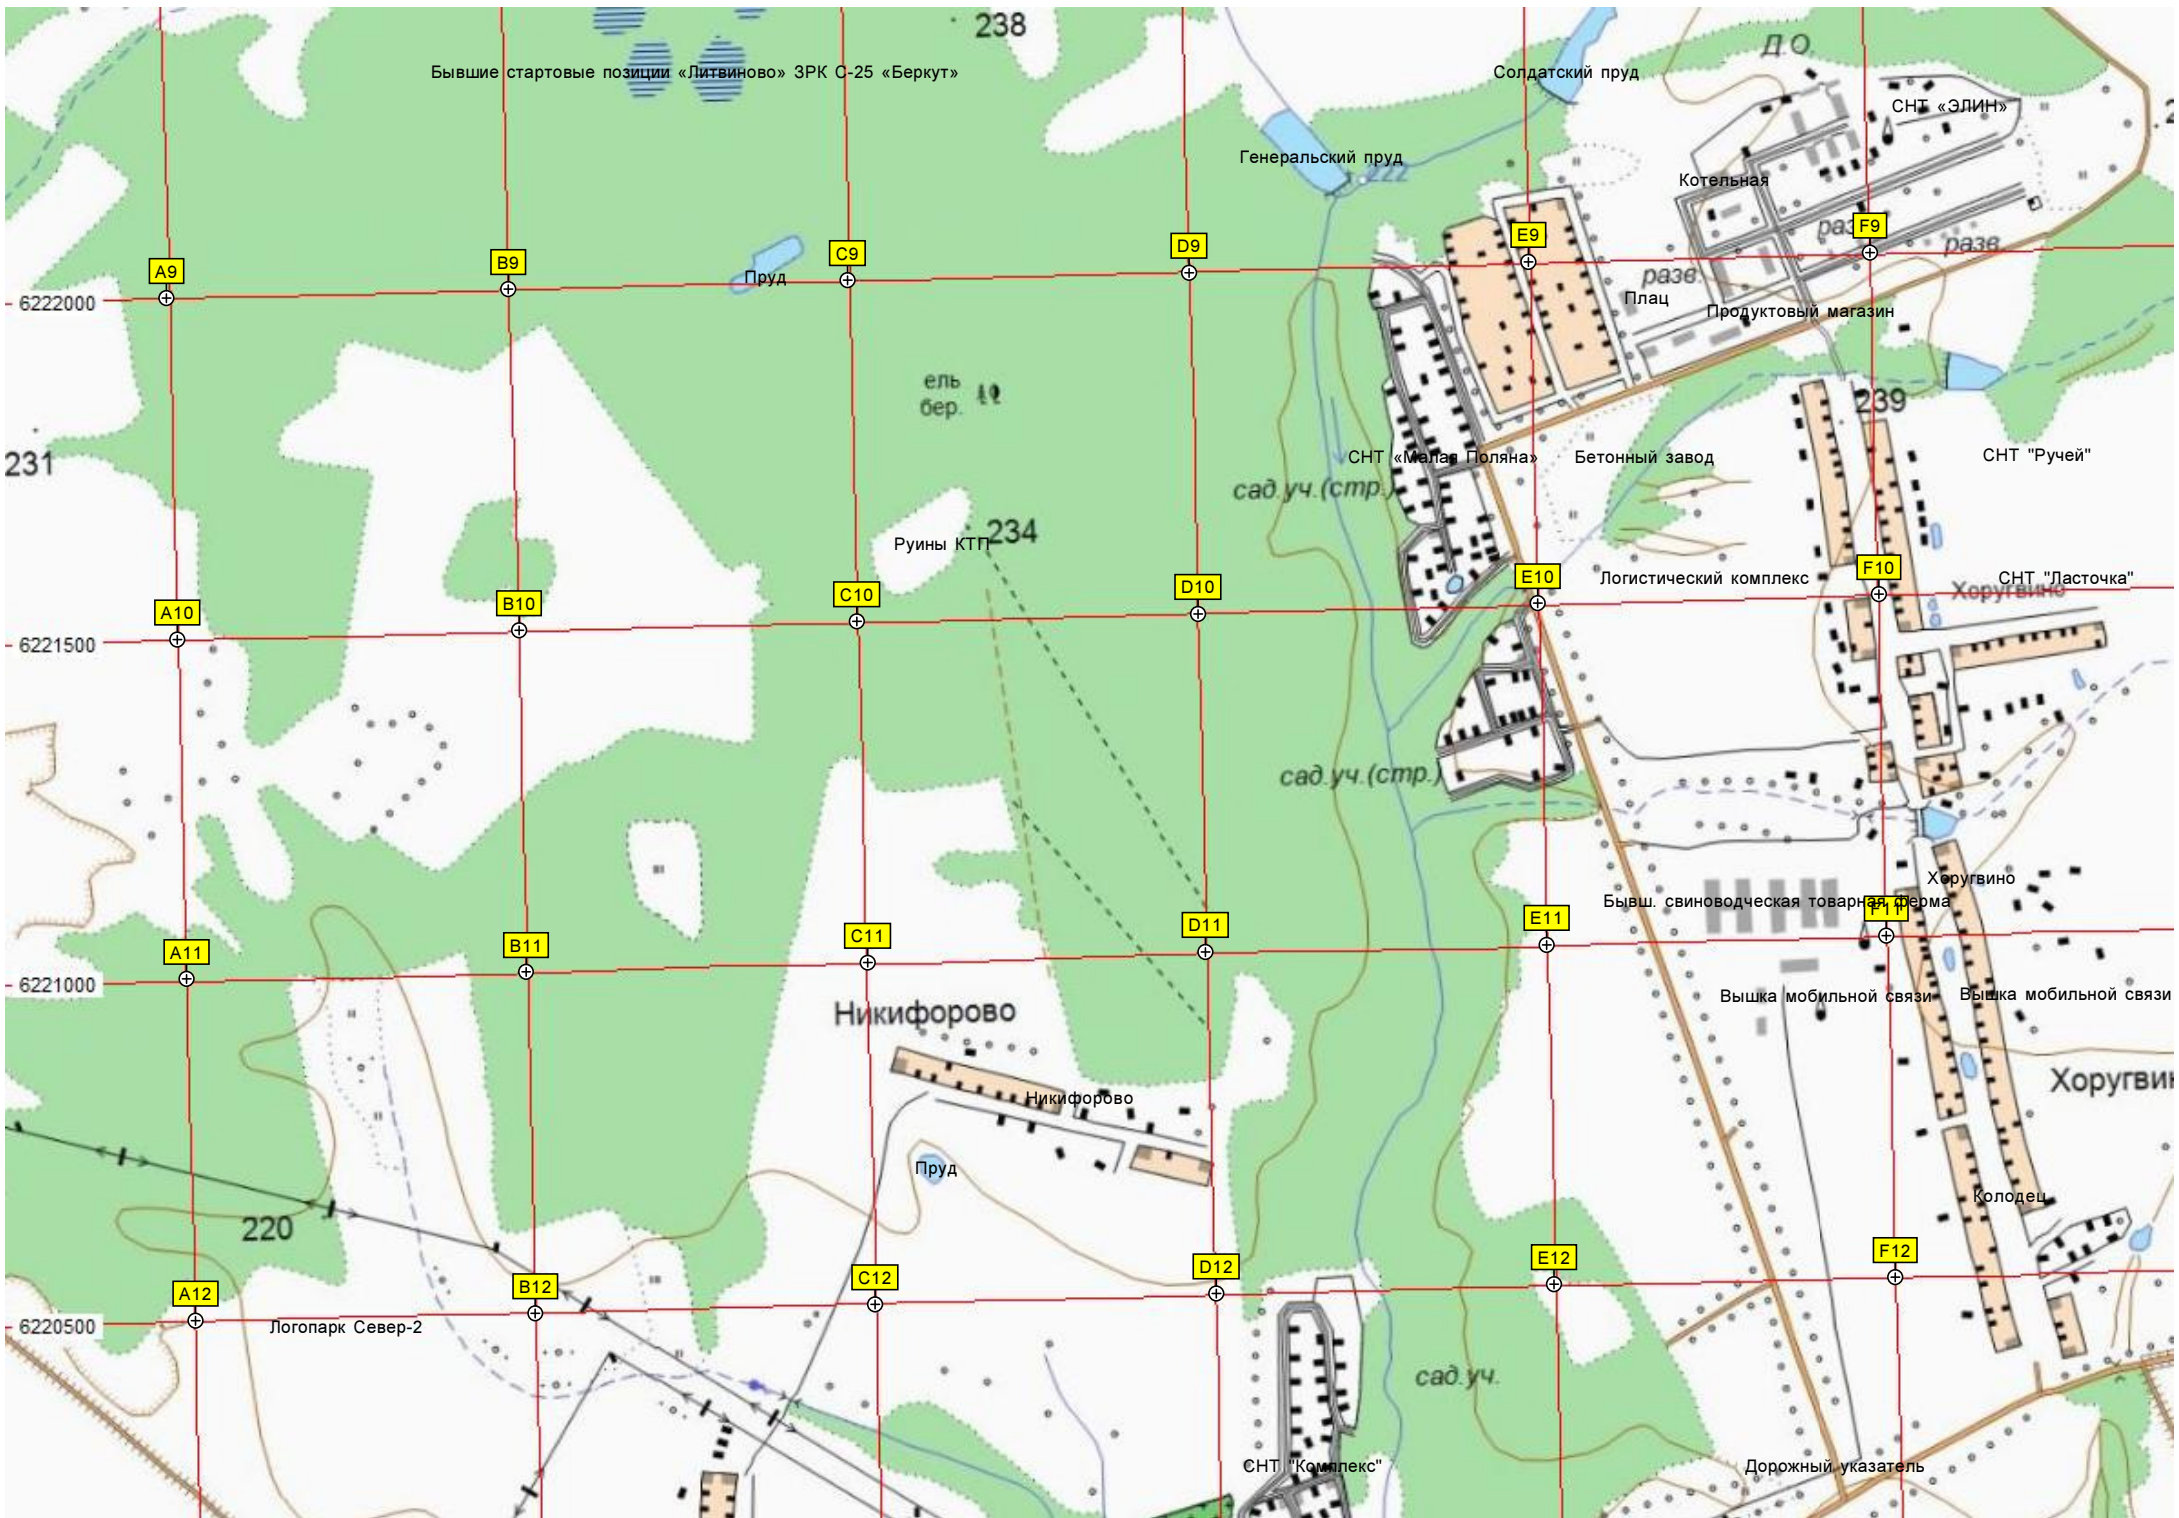 238
Д.О.
Бывшие стартовые позиции «Литвиново» ЗРК С-25 «Беркут»
Солдатский пруд
СНТ «ЭЛИН»
Генеральский пруд
222
Котельная
разв.
A9
B9
C9
D9
E9
F9
6222000
Пруд
разв.
Плац
Продуктовый магазин
ель
бер.
239
231
СНТ «Малая Поляна»
Бетонный завод
СНТ "Ручей"
сад.уч.(стр.)
234
Руины КТП
A10
B10
C10
D10
E10
F10
Логистический комплекс
СНТ "Ласточка"
Хоругвино
6221500
сад.уч.(стр.)
Хоругвино
Бывш. свиноводческая товарная ферма
A11
B11
C11
D11
E11
F11
6221000
Никифорово
Вышка мобильной связи
Вышка мобильной связи
Никифорово
Пруд
Колодец
220
A12
B12
C12
D12
E12
F12
6220500
Логопарк Север-2
сад.уч.
СНТ "Комплекс"
Дорожный указатель